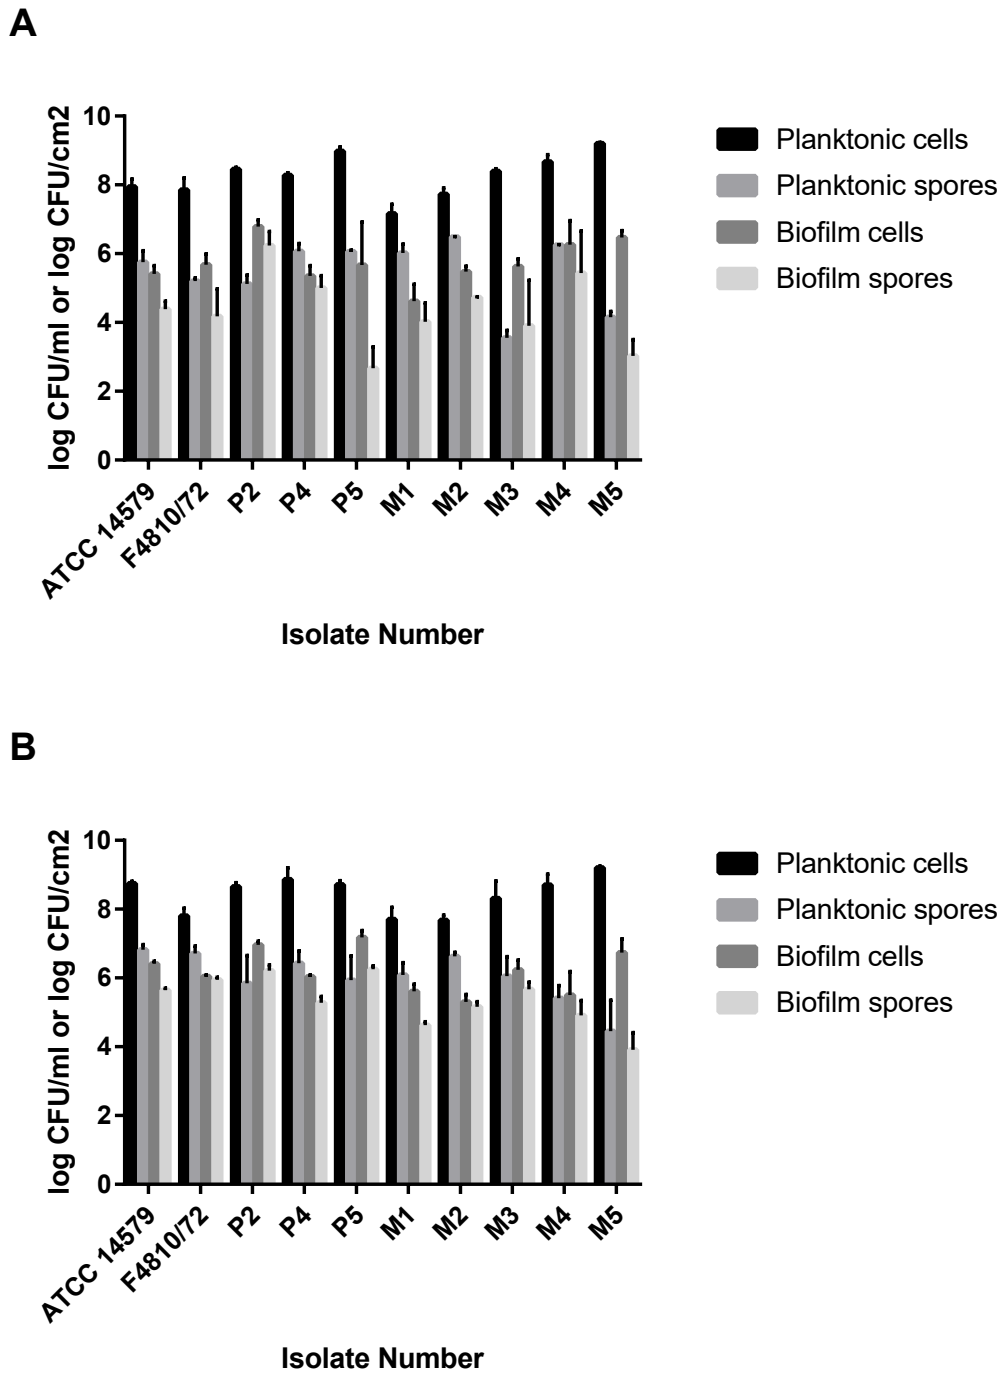 A
log CFU/ml or log CFU/cm2
10
8
6
4
2
0
ATCC 14579
F4810/72
P2
P4
P5
M1
M2
M3
M4
M5
Isolate Number
Planktonic cells
Planktonic spores
Biofilm cells
Biofilm spores
B
log CFU/ml or log CFU/cm2
10
8
6
4
2
0
ATCC 14579
F4810/72
P2
P4
P5
M1
M2
M3
M4
M5
Isolate Number
Planktonic cells
Planktonic spores
Biofilm cells
Biofilm spores